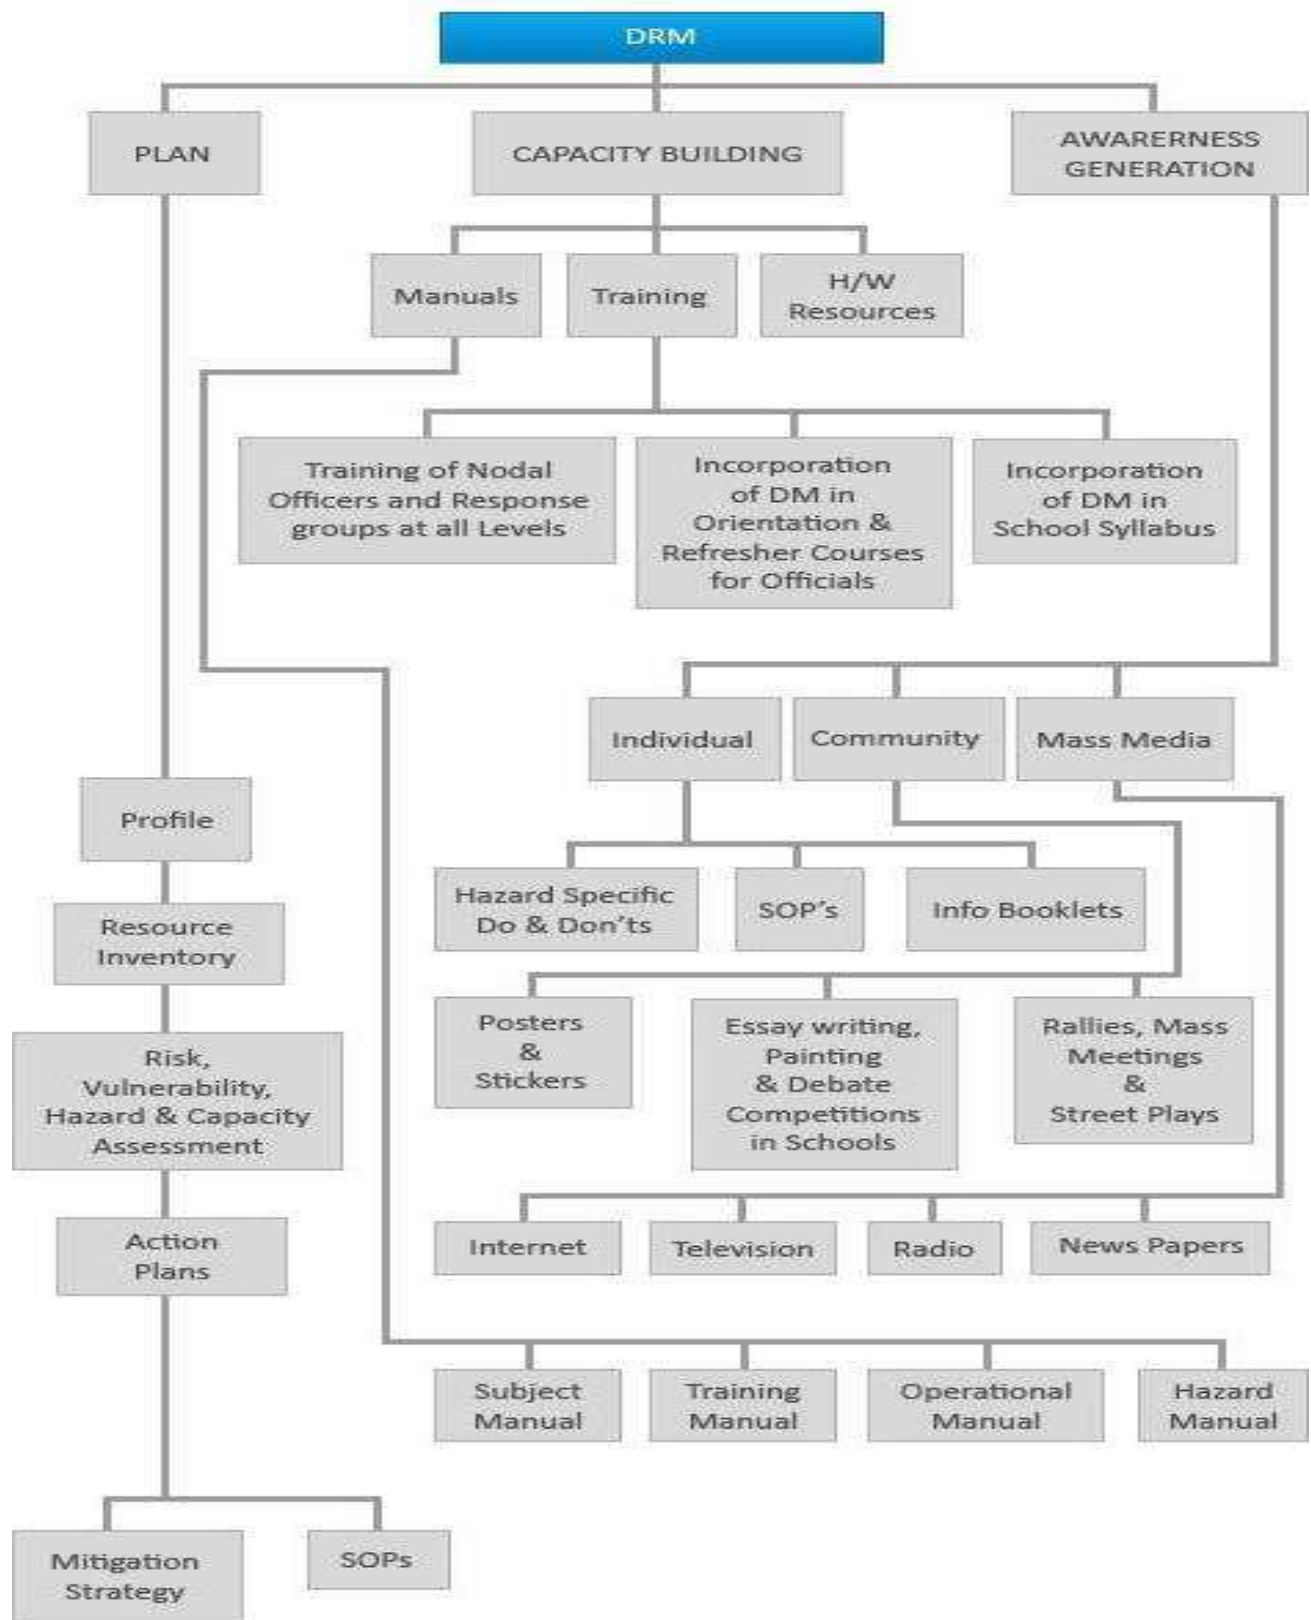 DRM
PLAN
CAPACITY BUILDING
AWARERNESS
GENERATION
Manuals
Training
H/W
Resources
Training of Nodal
Officers and Response
groups at all Levels
Incorporation
of DM in
Orientation &
Refresher Courses
for Officials
Incorporation
of DM in
School Syllabus
Individual
Community
Mass Media
Profile
Hazard Specific
Do & Don'ts
SOP's
Info Booklets
Resource
Inventory
Posters
&
Stickers
Essay writing,
Painting
& Debate
Competitions
in Schools
Rallies, Mass
Meetings
&
Street Plays
Risk,
Vulnerability,
Hazard & Capacity
Assessment
Action
Plans
Internet
Television
Radio
News Papers
Subject
Manual
Training
Manual
Operational
Manual
Hazard
Manual
Mitigation
Strategy
SOPs